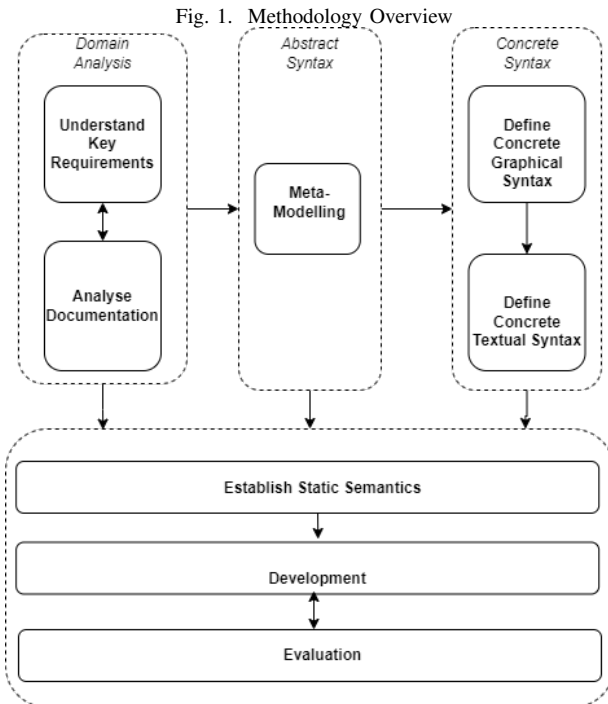 Fig. 1. Methodology Overview
Domain
Analysis
Understand
Key
Requirements
Analyse
Documentation
Abstract
Syntax
Meta-
Modelling
Concrete
Syntax
Define
Concrete
Graphical
Syntax
Define
Concrete
Textual Syntax
Establish Static Semantics
Development
Evaluation